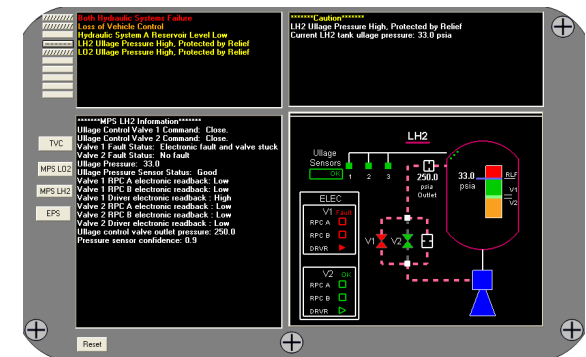 Both Hydraulic Systems Failure
Loss of Vehicle Control
Hydraulic System A Reservoir Level Low
LH2 Ullage Pressure High, Protected by Relief
LO2 Ullage Pressure High, Protected by Relief
*******Caution*******
LH2 Ullage Pressure High, Protected by Relief
Current LH2 tank ullage pressure: 33.0 psia
TVC
MPS LO2
MPS LH2
EPS
*******MPS LH2 Information*******
Ullage Control Valve 1 Command:  Close.
Ullage Control Valve 2 Command:  Close.
Valve 1 Fault Status:  Electronic fault and valve stuck
Valve 2 Fault Status:  No fault
Ullage Pressure:  33.0
Ullage Pressure Sensor Status:  Good
Valve 1 RPC A electronic readback: Low
Valve 1 RPC B electronic readback: Low
Valve 1 Driver electronic readback : High
Valve 2 RPC A electronic readback : Low
Valve 2 RPC B electronic readback : Low
Valve 2 Driver electronic readback : Low
Ullage control valve outlet pressure: 250.0
Pressure sensor confidence: 0.9
Reset
LH2
Ullage
Sensors
OK
1 2 3
250.0
psia
Outlet
33.0
psia
RLF
V1
V2
ELEC
V1 Fault
RPC A
RPC B
DRVR
V2 OK
RPC A
RPC B
DRVR
V1
V2